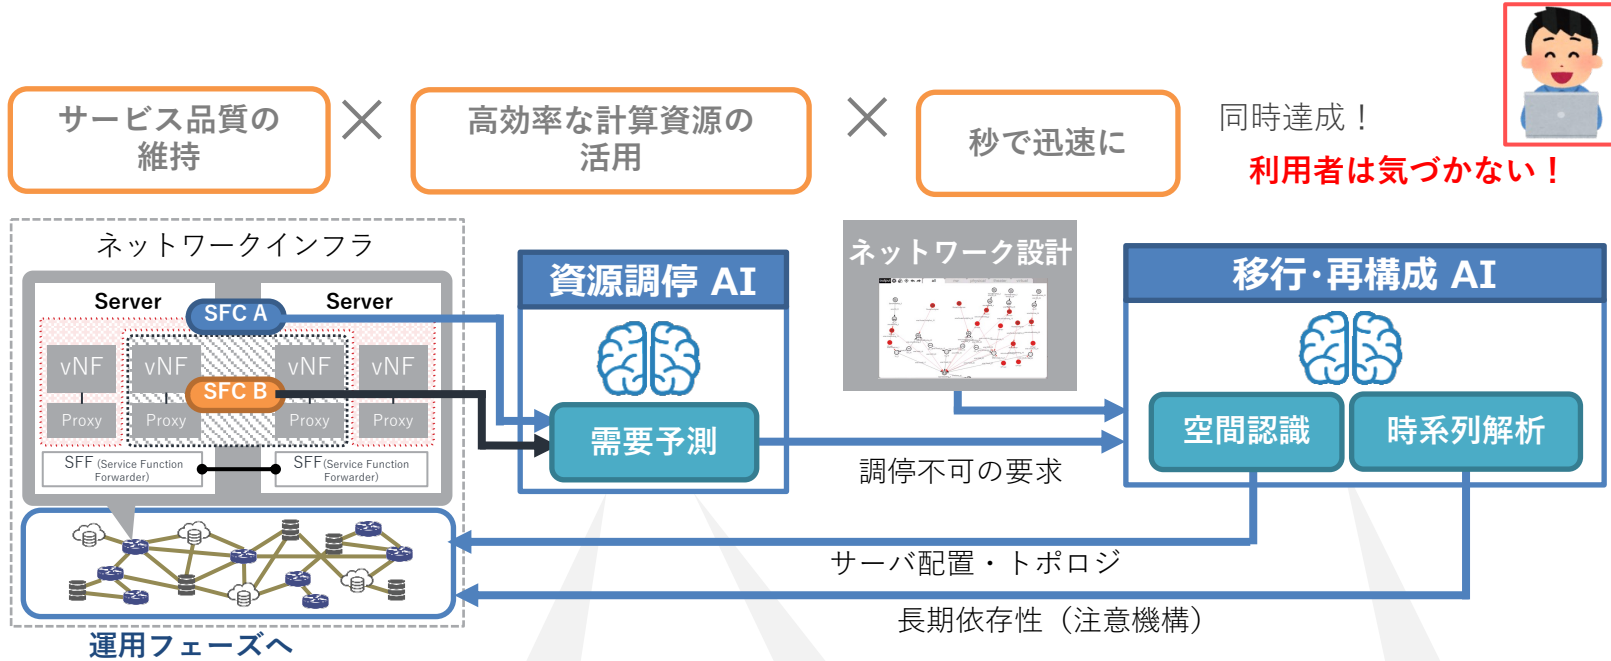 サービス品質の
維持
×
高効率な計算資源の
活用
×
秒で迅速に
同時達成！
利用者は気づかない！
ネットワークインフラ
Server
Server
SFC A
vNF
vNF
vNF
vNF
SFC B
Proxy
Proxy
Proxy
Proxy
SFF (Service Function
Forwarder)
SFF(Service Function
Forwarder)
運用フェーズへ
資源調停 AI
需要予測
ネットワーク設計
調停不可の要求
移行・再構成 AI
空間認識
時系列解析
サーバ配置・トポロジ
長期依存性（注意機構）